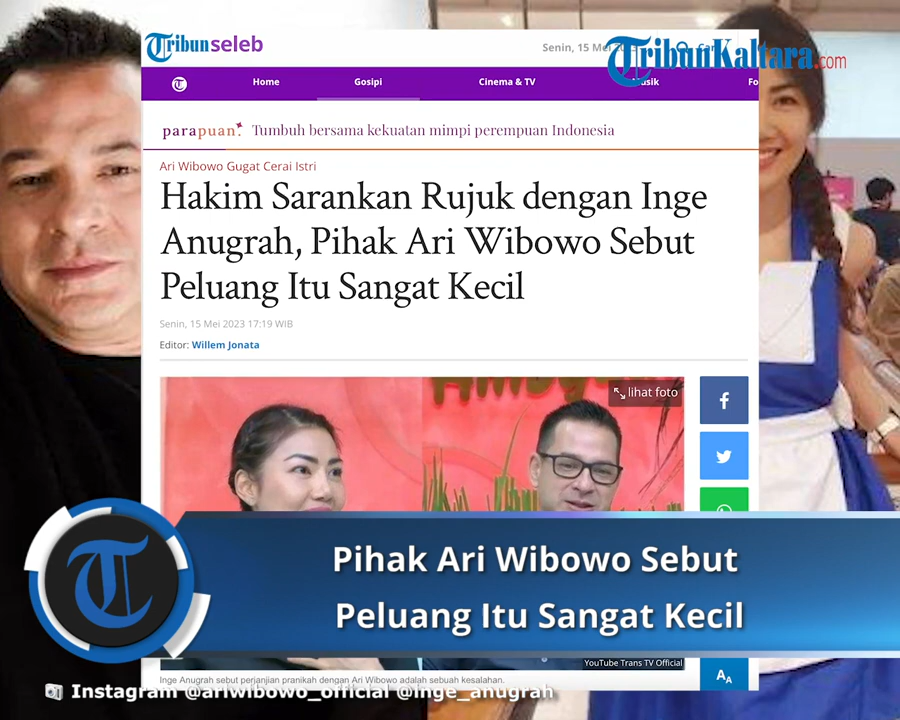 Tribunseleb
Senin, 15 Mei
TribunKaltara.com
Home
Gosipi
Cinema & TV
parapuan.
Tumbuh bersama kekuatan mimpi perempuan Indonesia
Ari Wibowo Gugat Cerai Istri
Hakim Sarankan Rujuk dengan Inge
Anugrah, Pihak Ari Wibowo Sebut
Peluang Itu Sangat Kecil
Senin, 15 Mei 2023 17:19 WIB
Editor: Willem Jonata
lihat foto
Pihak Ari Wibowo Sebut
Peluang Itu Sangat Kecil
YouTube Trans TV Official
AA
Inge Anugrah sebut perjanjian pranikah dengan Ari Wibowo adalah sebuah kesalahan.
Instagram @ariwibowo_official @inge_anugrah